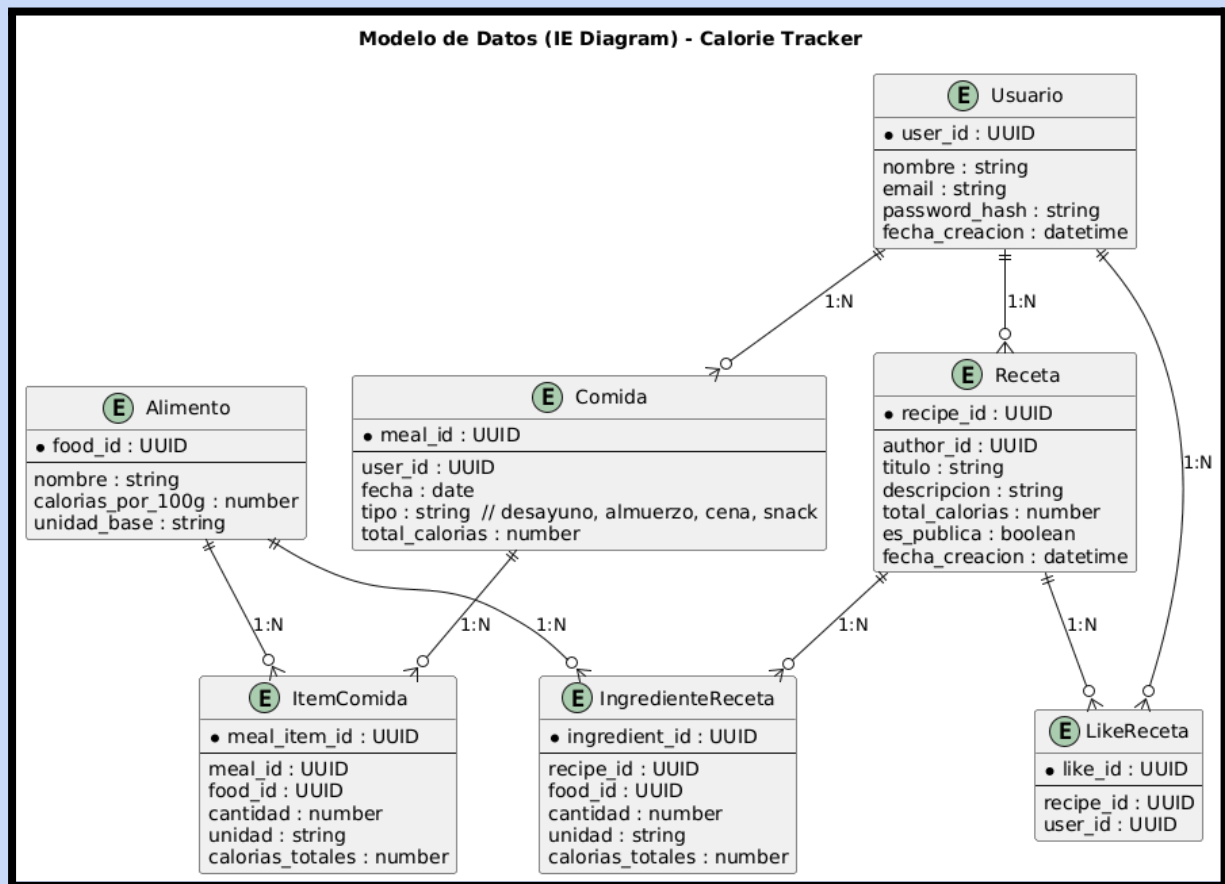 Modelo de Datos (IE Diagram) - Calorie Tracker
E Usuario
user_id : UUID
nombre : string
email : string
password_hash : string
fecha_creacion : datetime
1:N
1:N
1:N
E Alimento
food_id : UUID
nombre : string
calorias_por_100g : number
unidad_base : string
E Comida
meal_id : UUID
user_id : UUID
fecha : date
tipo : string // desayuno, almuerzo, cena, snack
total_calorias : number
E Receta
recipe_id : UUID
author_id : UUID
titulo : string
descripcion : string
total_calorias : number
es_publica : boolean
fecha_creacion : datetime
1:N
1:N
1:N
1:N
1:N
E ItemComida
meal_item_id : UUID
meal_id : UUID
food_id : UUID
cantidad : number
unidad : string
calorias_totales : number
E IngredienteReceta
ingredient_id : UUID
recipe_id : UUID
food_id : UUID
cantidad : number
unidad : string
calorias_totales : number
E LikeReceta
like_id : UUID
recipe_id : UUID
user_id : UUID